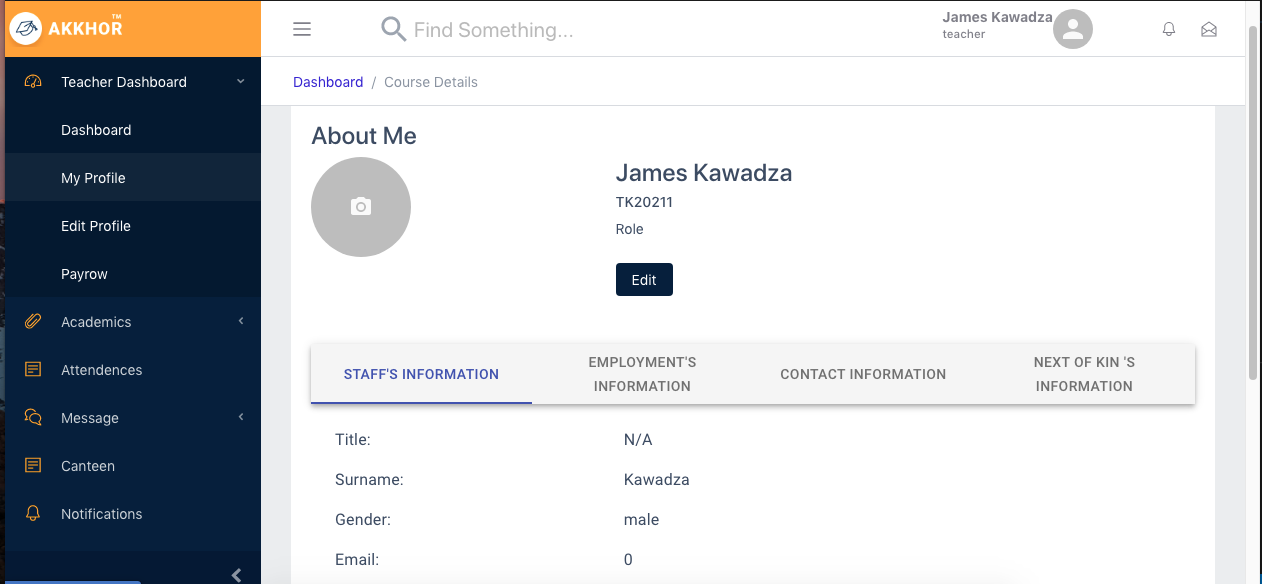 AKKHOR™
Teacher Dashboard
Dashboard
My Profile
Edit Profile
Payrow
Academics
Attendences
Message
Canteen
Notifications
Find Something...
James Kawadza
teacher
Dashboard / Course Details
About Me
James Kawadza
TK20211
Role
Edit
STAFF'S INFORMATION
EMPLOYMENT'S
INFORMATION
CONTACT INFORMATION
NEXT OF KIN 'S
INFORMATION
Title: N/A
Surname: Kawadza
Gender: male
Email: 0